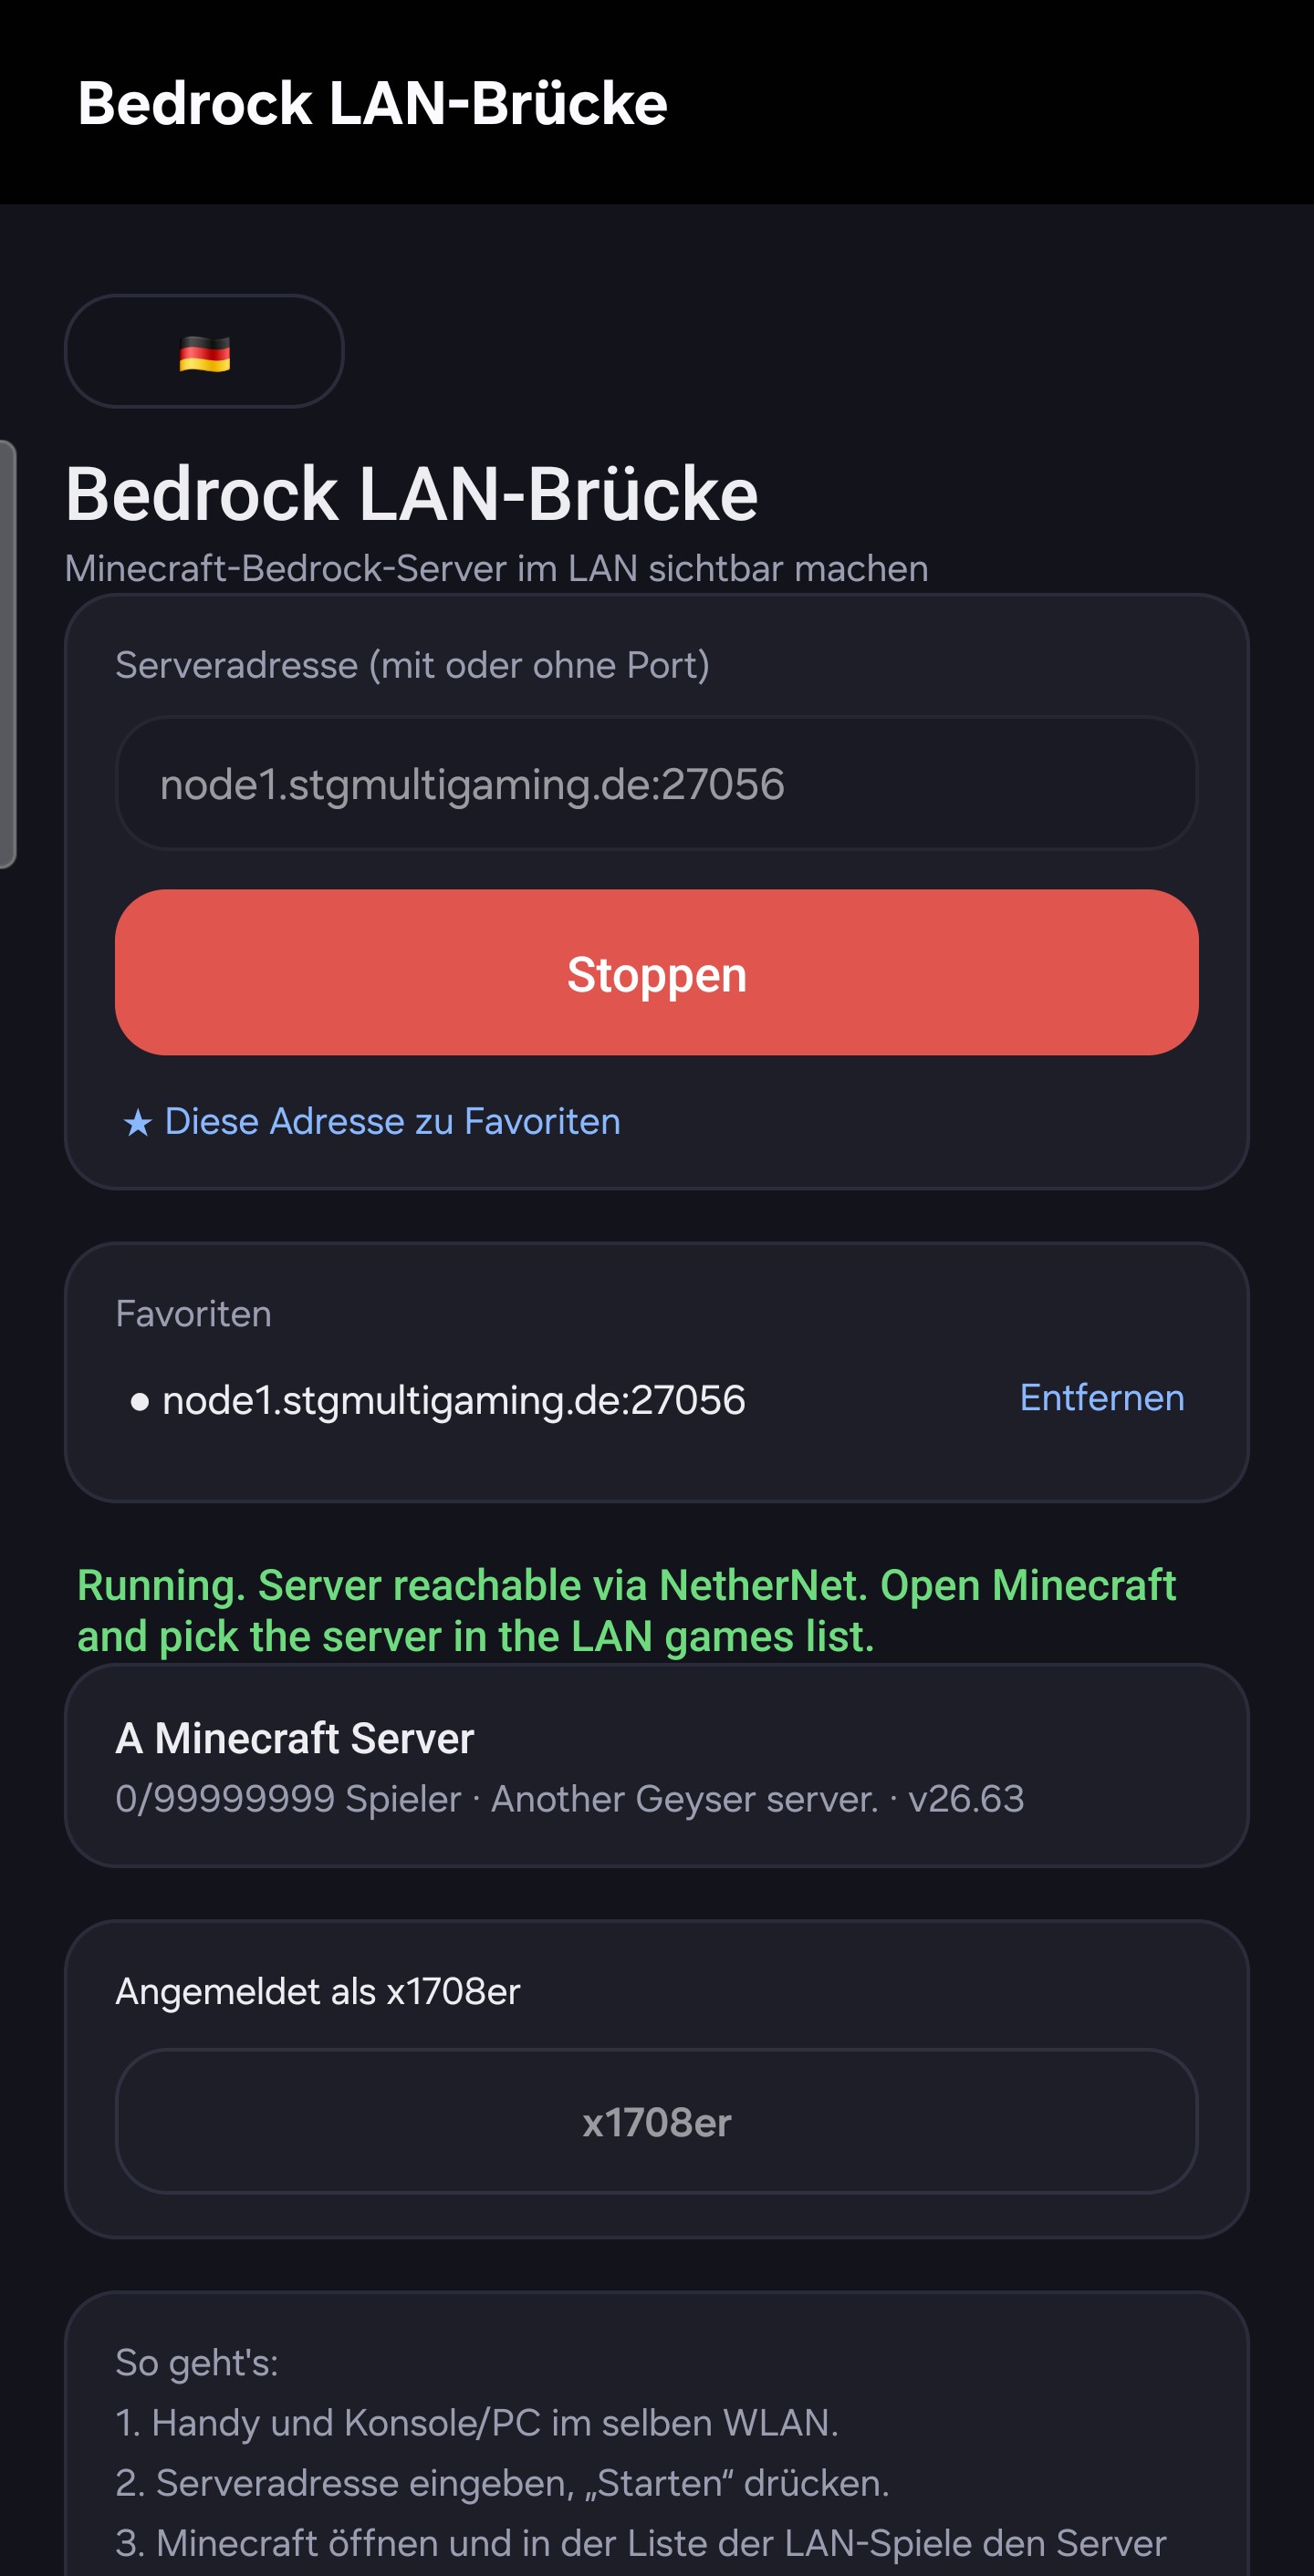 Bedrock LAN-Brücke
Bedrock LAN-Brücke
Minecraft-Bedrock-Server im LAN sichtbar machen
Serveradresse (mit oder ohne Port)
node1.stgmultigaming.de:27056
Stoppen
★ Diese Adresse zu Favoriten
Favoriten
● node1.stgmultigaming.de:27056 Entfernen
Running. Server reachable via NetherNet. Open Minecraft
and pick the server in the LAN games list.
A Minecraft Server
0/99999999 Spieler · Another Geyser server. · v26.63
Angemeldet als x1708er
x1708er
So geht's:
1. Handy und Konsole/PC im selben WLAN.
2. Serveradresse eingeben, „Starten“ drücken.
3. Minecraft öffnen und in der Liste der LAN-Spiele den Server